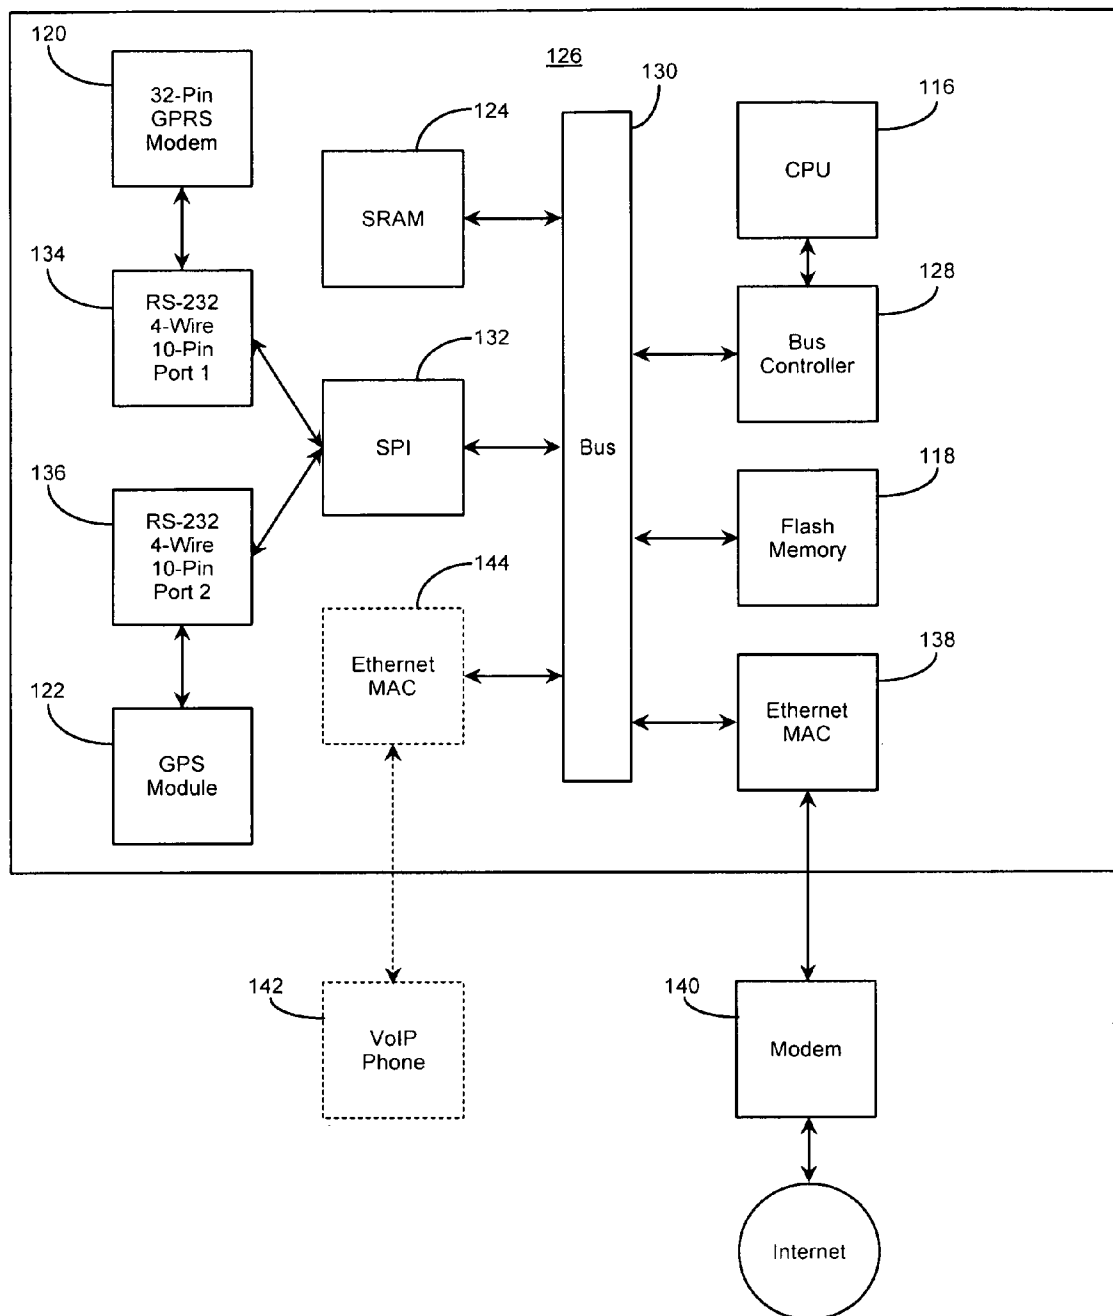 120
126
130
116
32-Pin
GPRS
Modem
124
CPU
SRAM
134
128
RS-232
4-Wire
10-Pin
Port 1
132
Bus
Controller
SPI
Bus
136
118
RS-232
4-Wire
10-Pin
Port 2
Flash
Memory
144
138
Ethernet
MAC
122
Ethernet
MAC
GPS
Module
142
140
VoIP
Phone
Modem
Internet